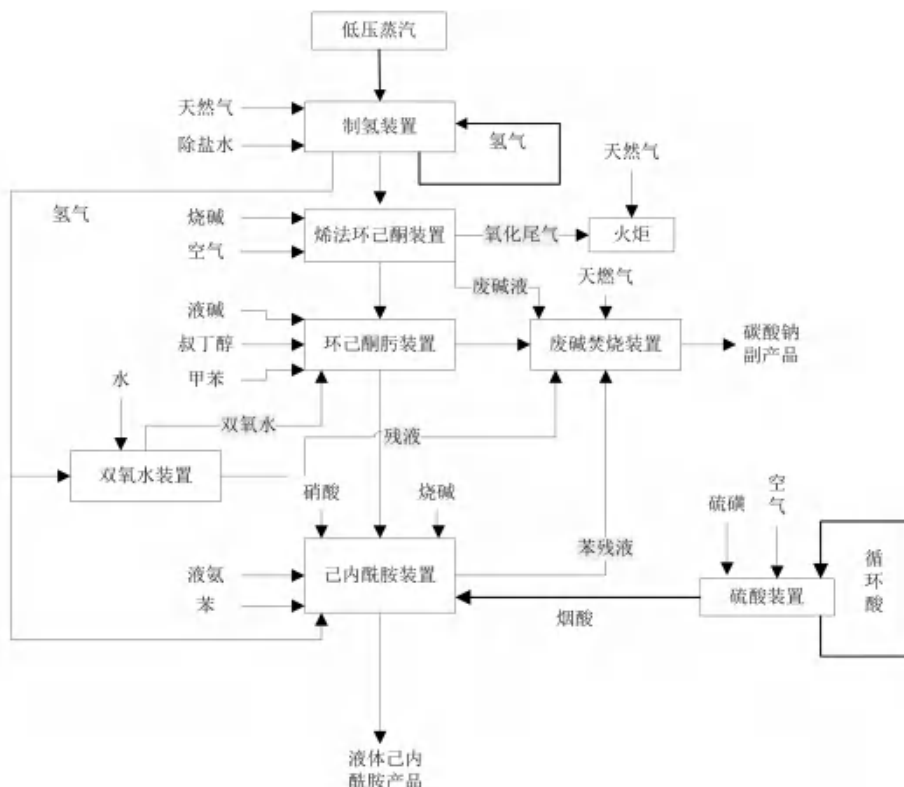 低压蒸汽
天然气
制氢装置
除盐水
氢气
天然气
氢气
烧碱
烯法环己酮装置
氧化尾气
火炬
空气
废碱液
天燃气
液碱
叔丁醇
环己酮肟装置
废碱焚烧装置
碳酸钠
副产品
甲苯
水
双氧水
残液
双氧水装置
硝酸
烧碱
硫磺
空
气
苯残液
循
环
酸
液氨
己内酰胺装置
苯
烟酸
硫酸装置
液体己内
酰胺产品